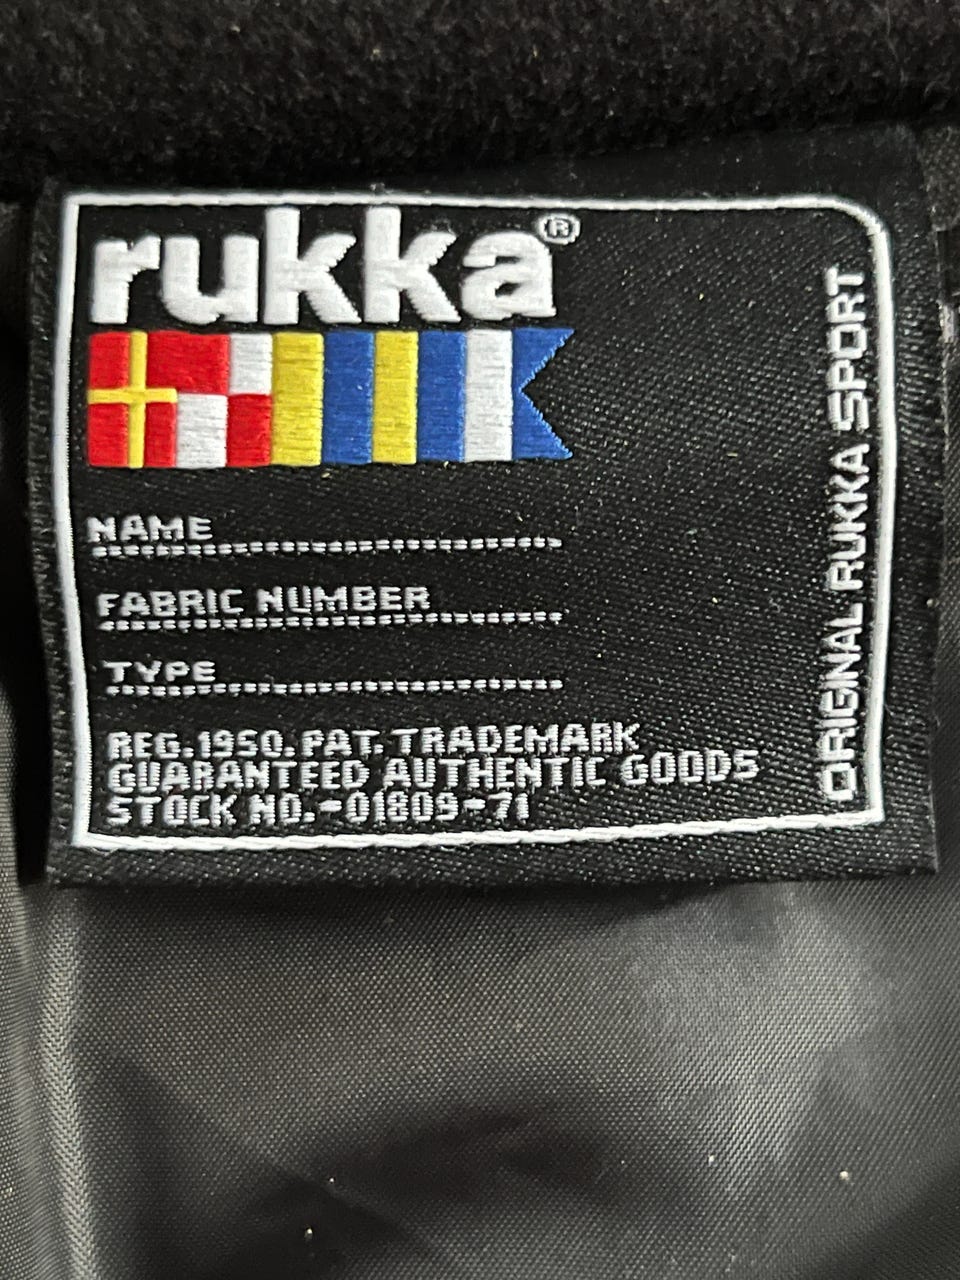 rukka®
NAME
FABRIC NUMBER
TYPE
REG. 1950. PAT. TRADEMARK
GUARANTEED AUTHENTIC GOODS
STOCK NO.-01809-71
ORIGINAL RUKKA SPORT